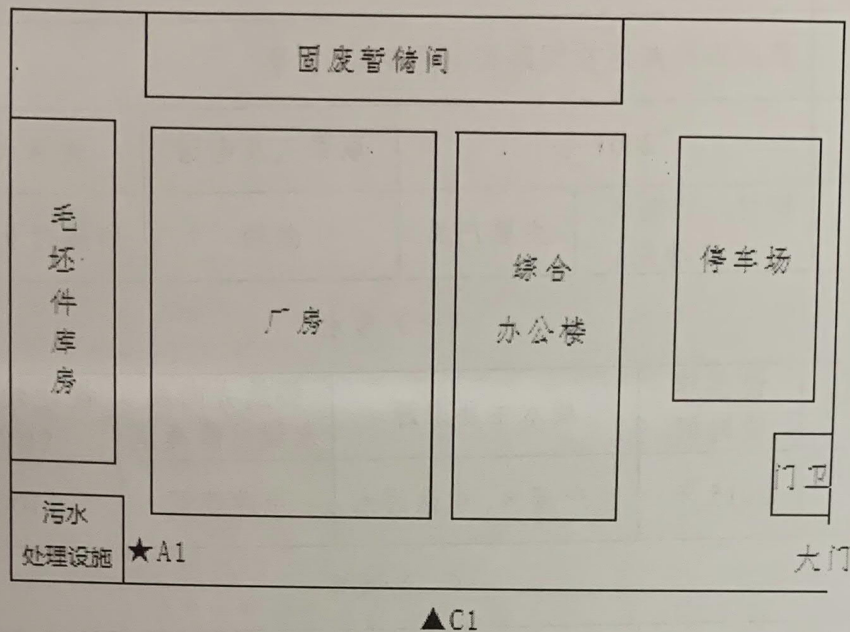 固废暂储间
毛坯件库房
厂房
综合
办公楼
停车场
门卫
污水
处理设施
★A1
大门
▲C1